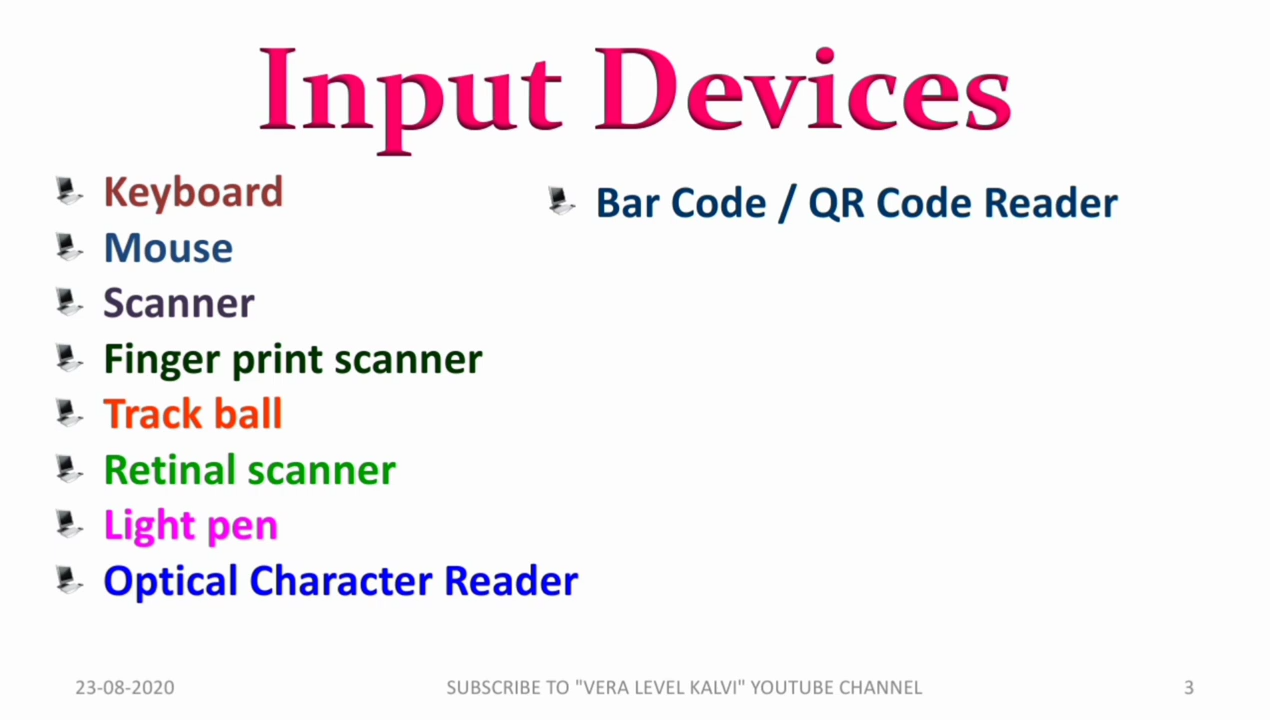 Input Devices
Keyboard
Mouse
Scanner
Finger print scanner
Track ball
Retinal scanner
Light pen
Optical Character Reader
Bar Code / QR Code Reader
23-08-2020
SUBSCRIBE TO "VERA LEVEL KALVI" YOUTUBE CHANNEL
3